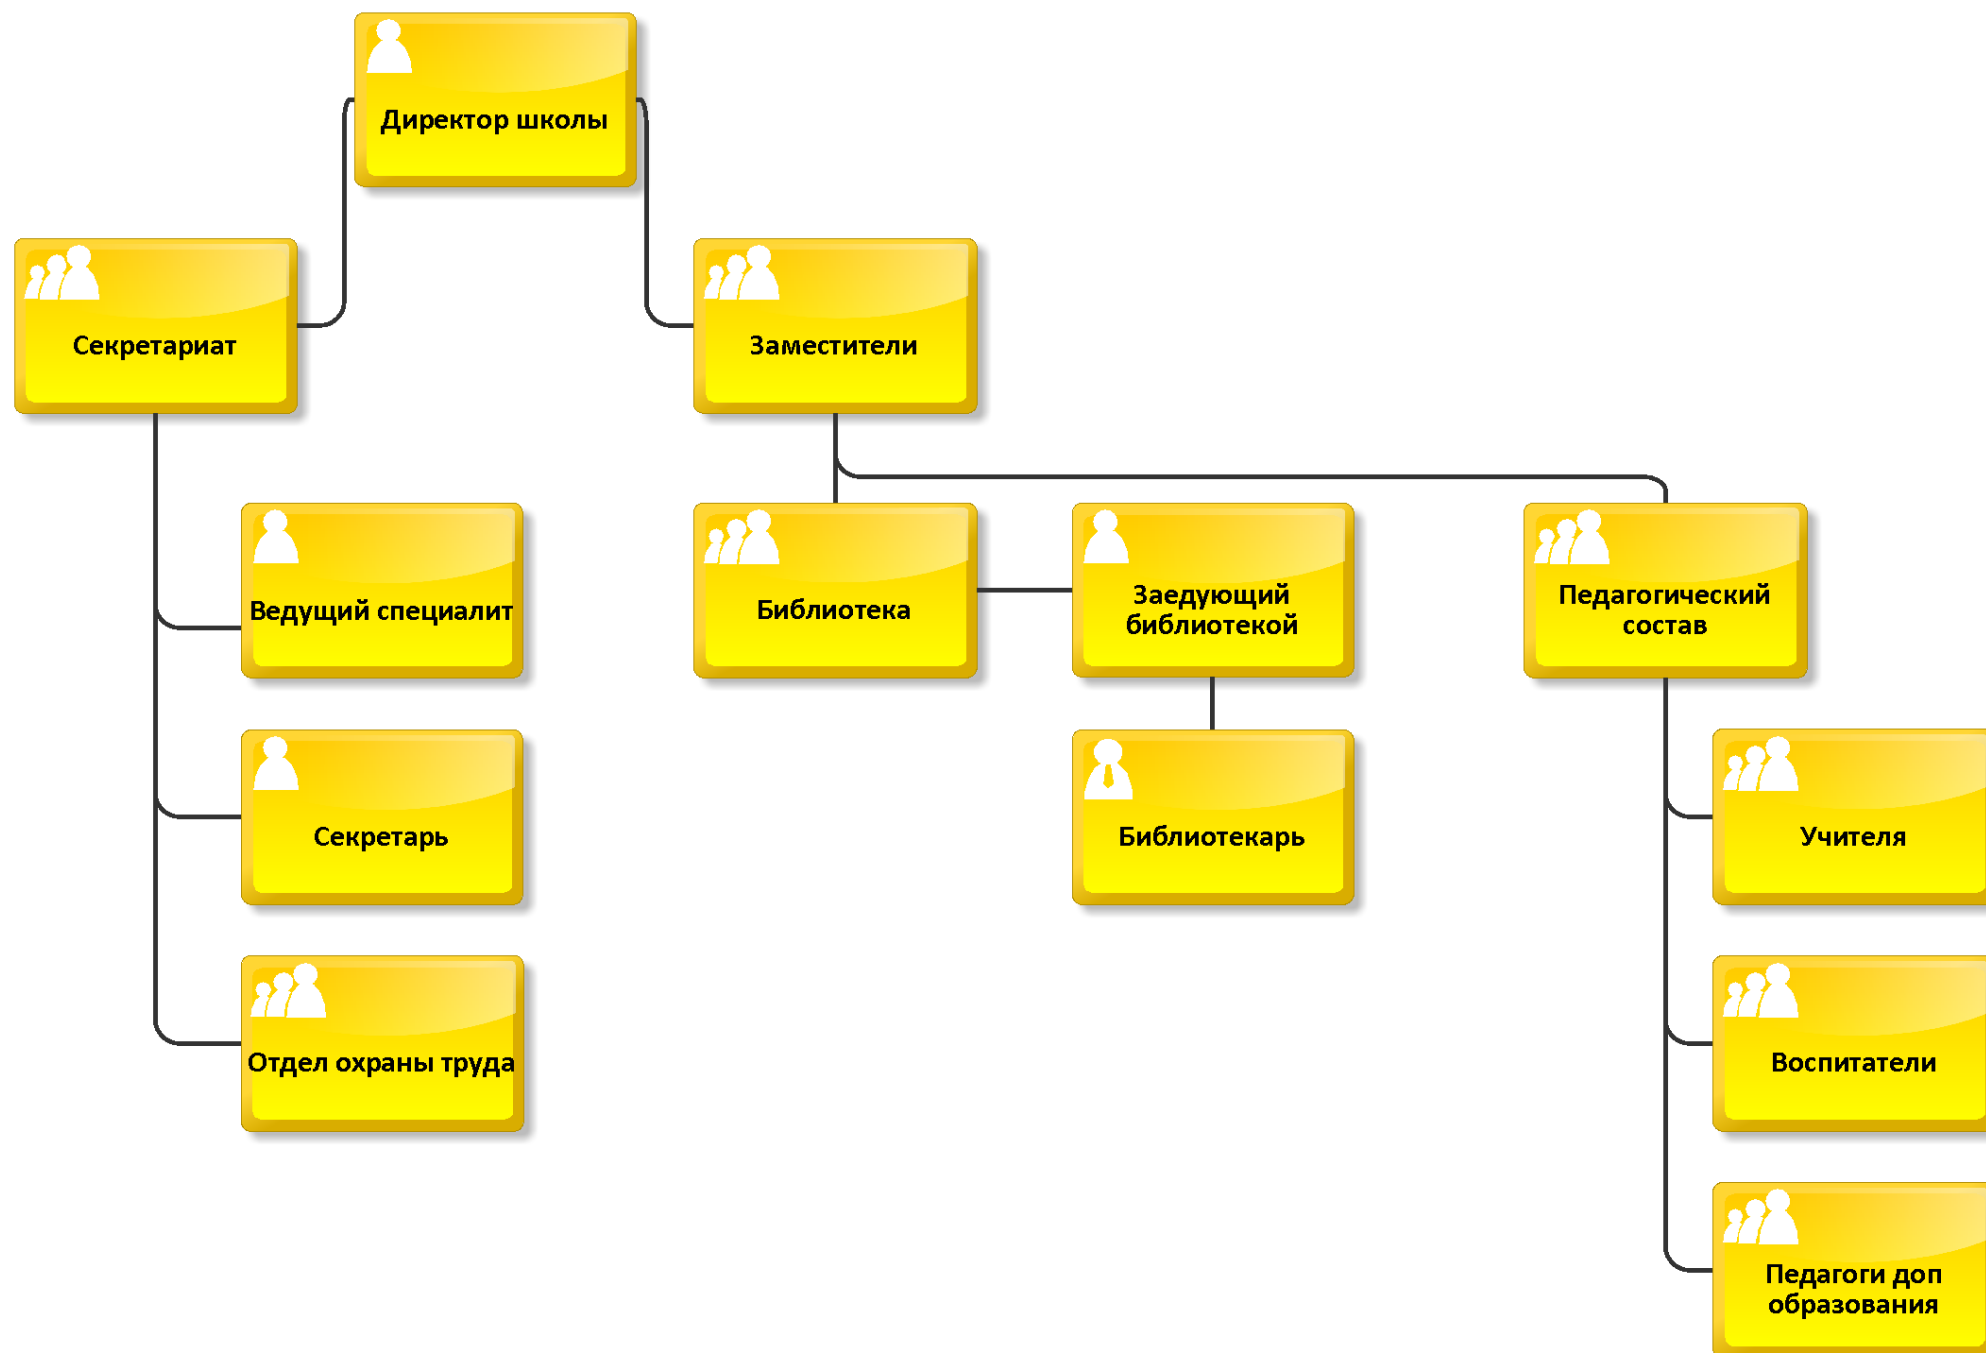 Директор школы
Секретариат
Заместители
Ведущий специалит
Библиотека
Заедующий
библиотекой
Педагогический
состав
Секретарь
Библиотекарь
Учителя
Отдел охраны труда
Воспитатели
Педагоги доп
образования